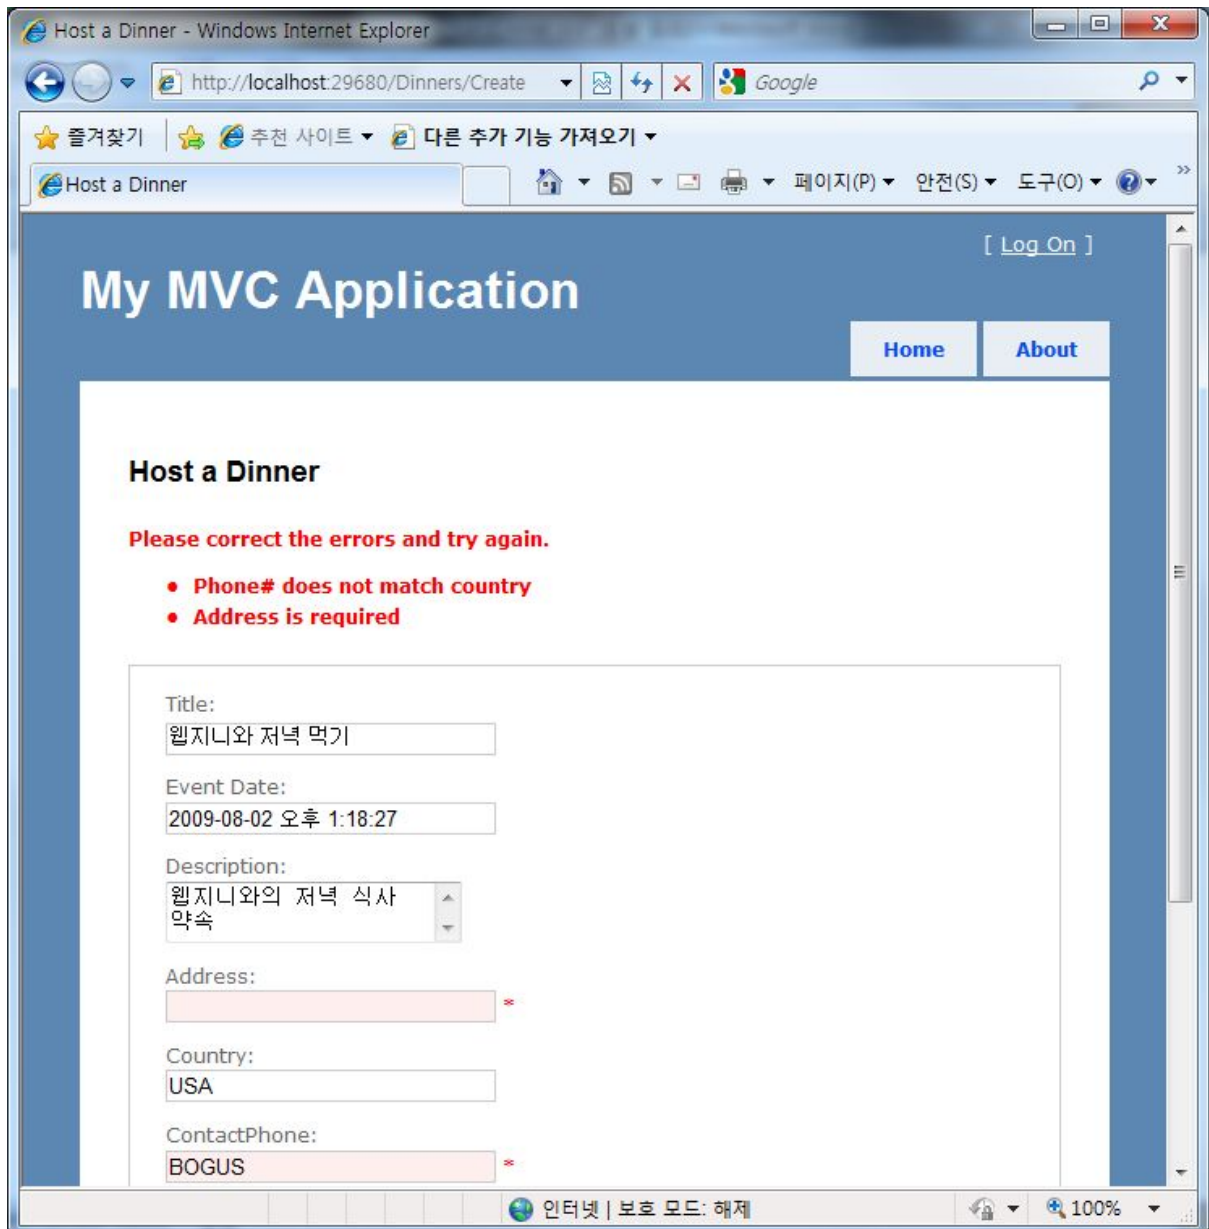 Host a Dinner - Windows Internet Explorer
http://localhost:29680/Dinners/Create Google
즐겨찾기 추천 사이트 다른 추가 기능 가져오기
Host a Dinner 페이지(P) 안전(S) 도구(O) »
[ Log On ]
My MVC Application
Home About
Host a Dinner
Please correct the errors and try again.
• Phone# does not match country
• Address is required
Title:
웹지니와 저녁 먹기
Event Date:
2009-08-02 오후 1:18:27
Description:
웹지니와의 저녁 식사
약속
Address:
*
Country:
USA
ContactPhone:
BOGUS *
인터넷 | 보호 모드: 해제 100%